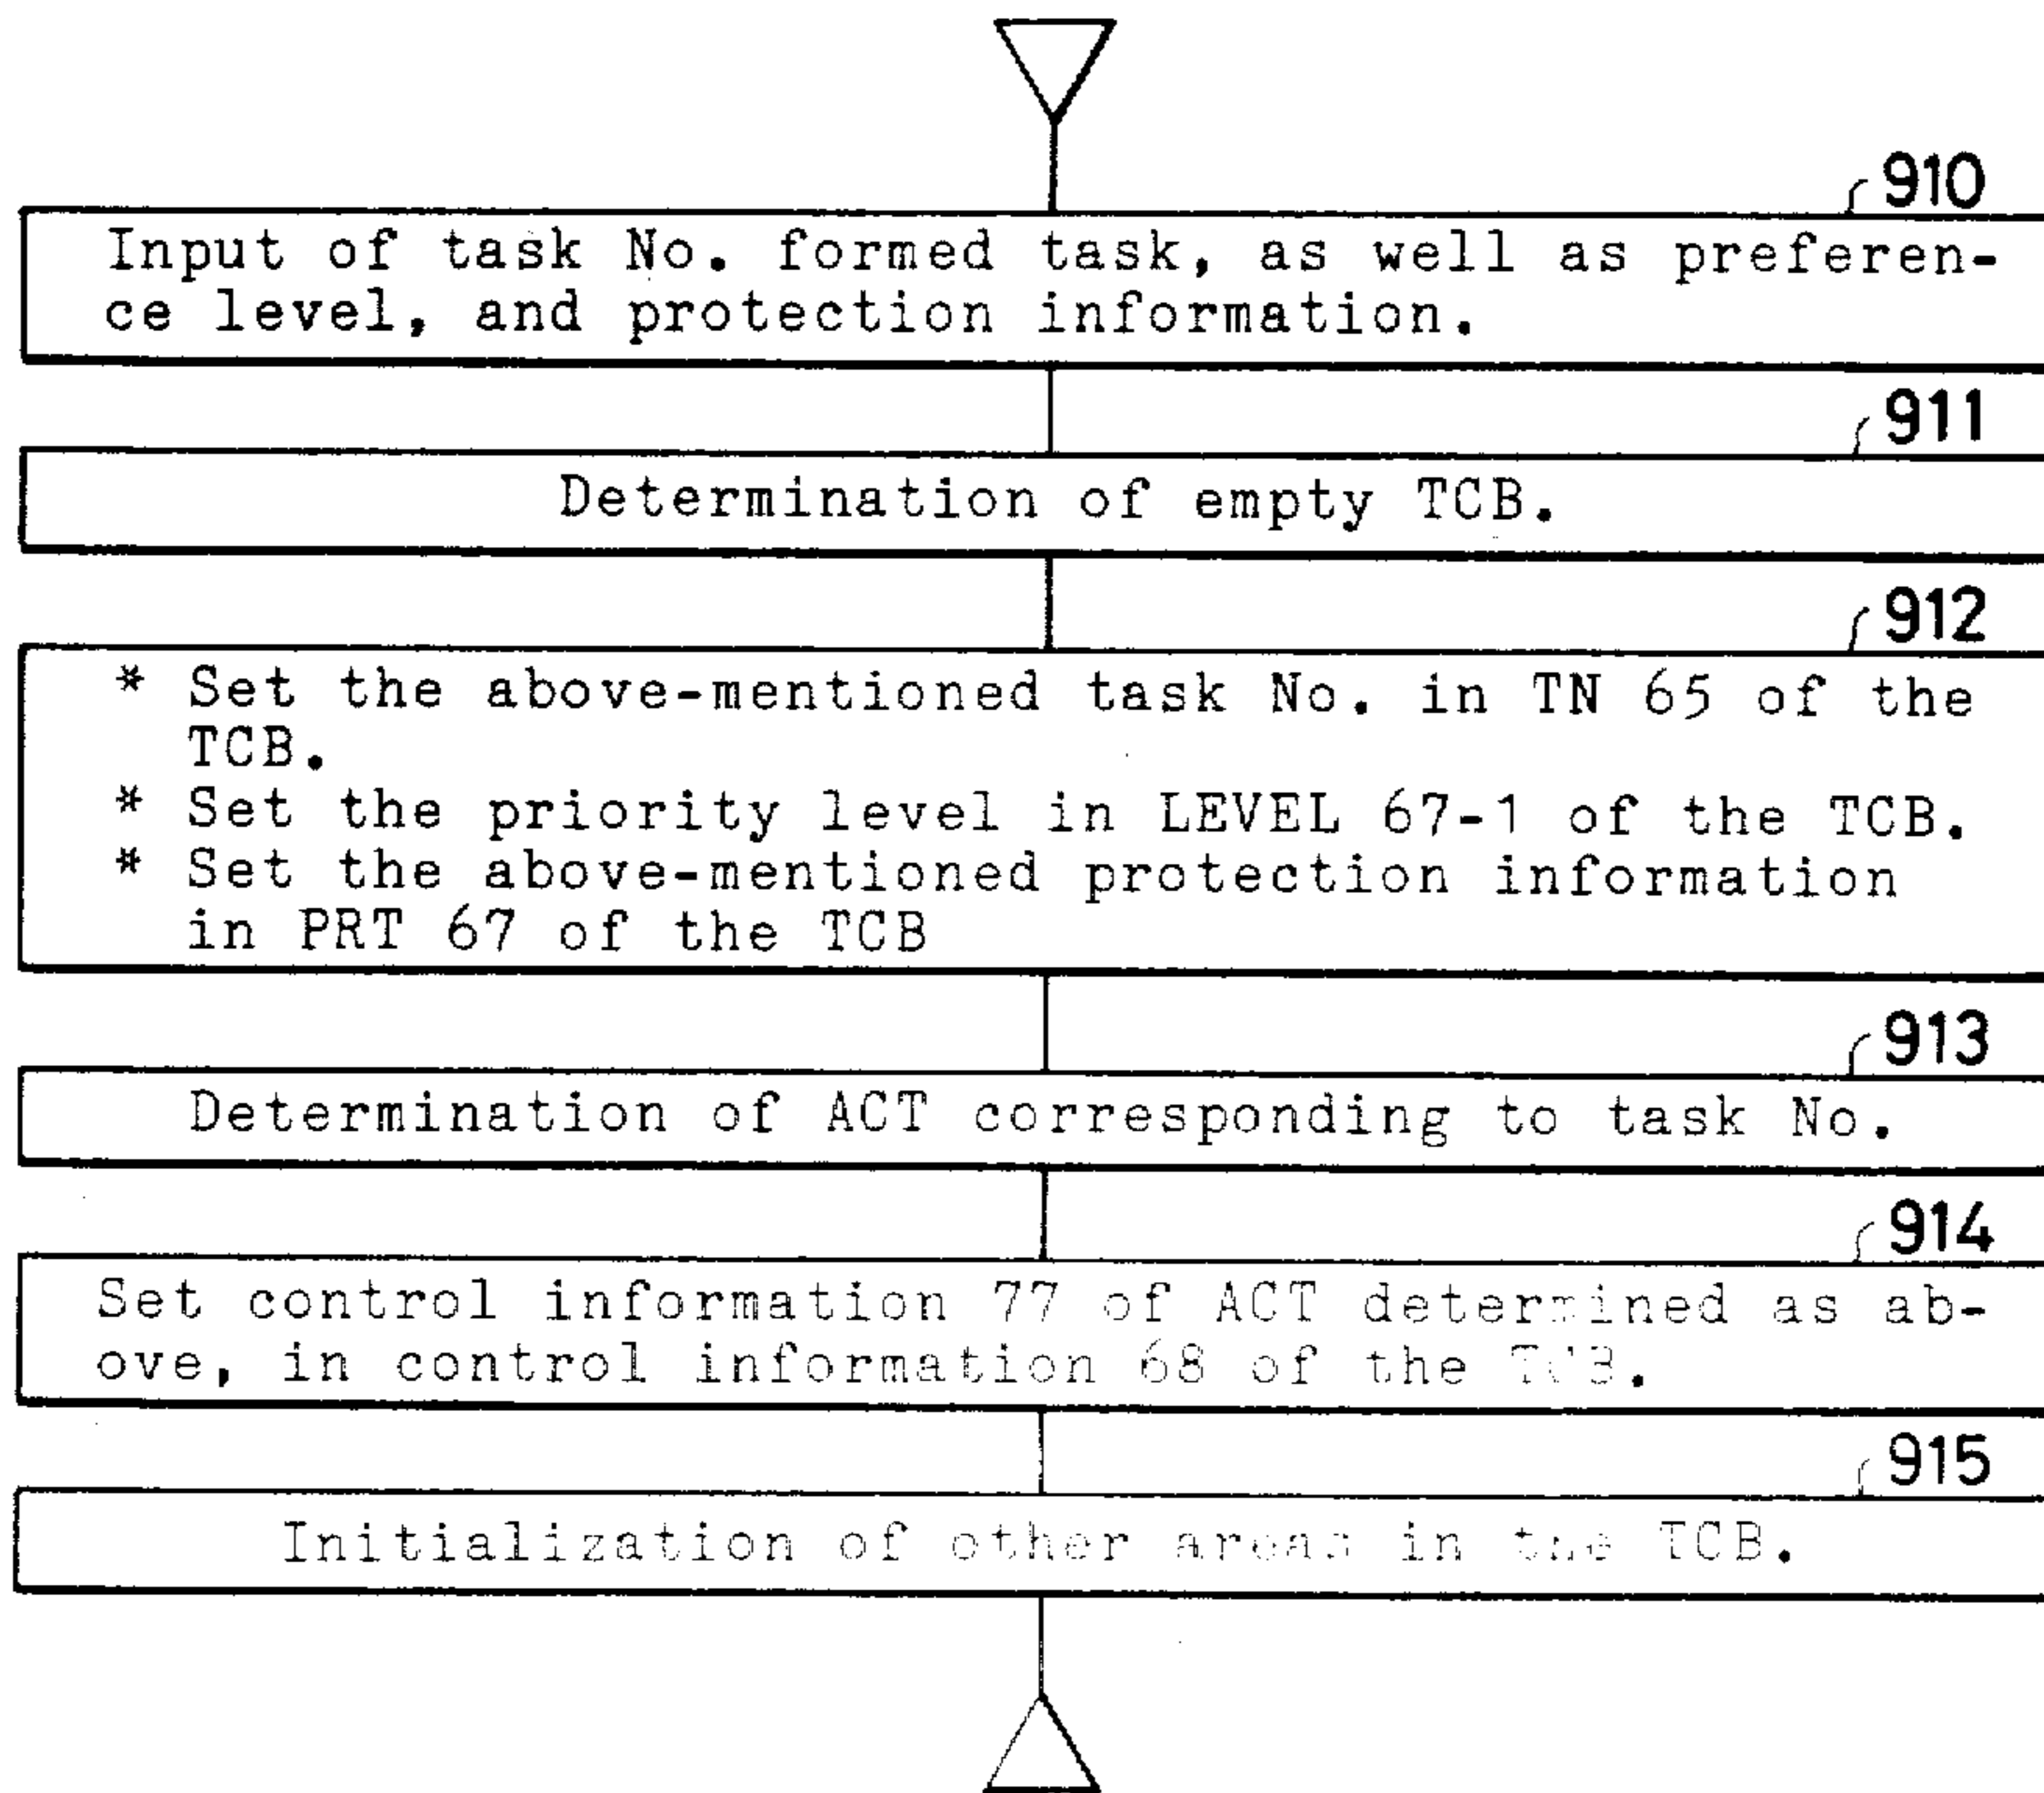 910
Input of task No. formed task, as well as preferen-
ce level, and protection information.
911
Determination of empty TCB.
912
* Set the above-mentioned task No. in TN 65 of the
TCB.
* Set the priority level in LEVEL 67-1 of the TCB.
* Set the above-mentioned protection information
in PRT 67 of the TCB
913
Determination of ACT corresponding to task No.
914
Set control information 77 of ACT determined as ab-
ove, in control information 68 of the TCB.
915
Initialization of other areas in the TCB.